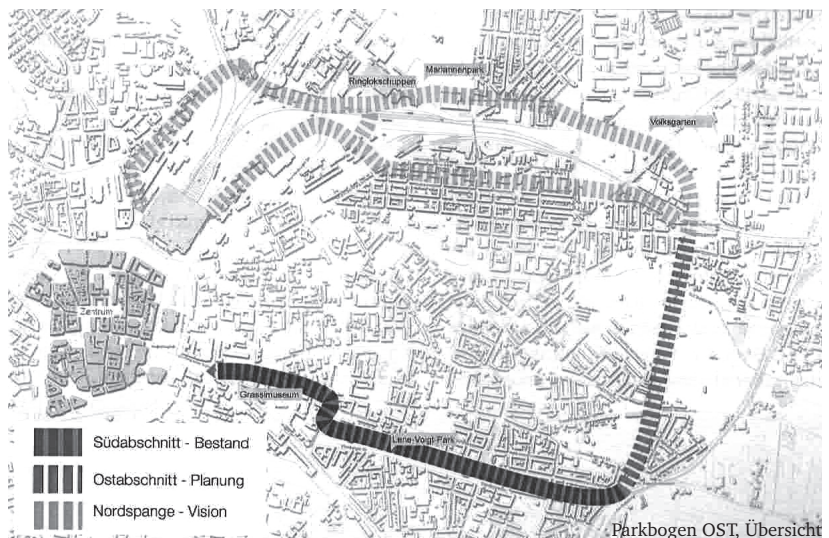 Ringlokschuppen
Mariannenpark
Volksgarten
Zentrum
Grassimuseum
Lene-Voigt-Park
Südabschnitt - Bestand
Ostabschnitt - Planung
Nordspange - Vision
Parkbogen OST, Übersicht